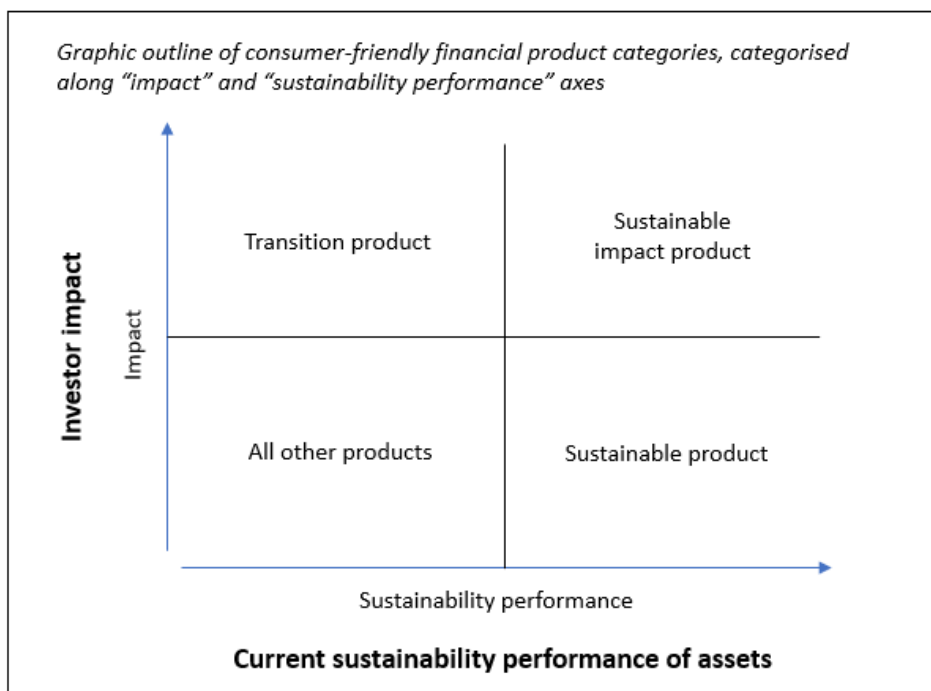 Graphic outline of consumer-friendly financial product categories, categorised
along “impact” and “sustainability performance” axes
Transition product
Sustainable
impact product
Investor impact
Impact
All other products
Sustainable product
Sustainability performance
Current sustainability performance of assets